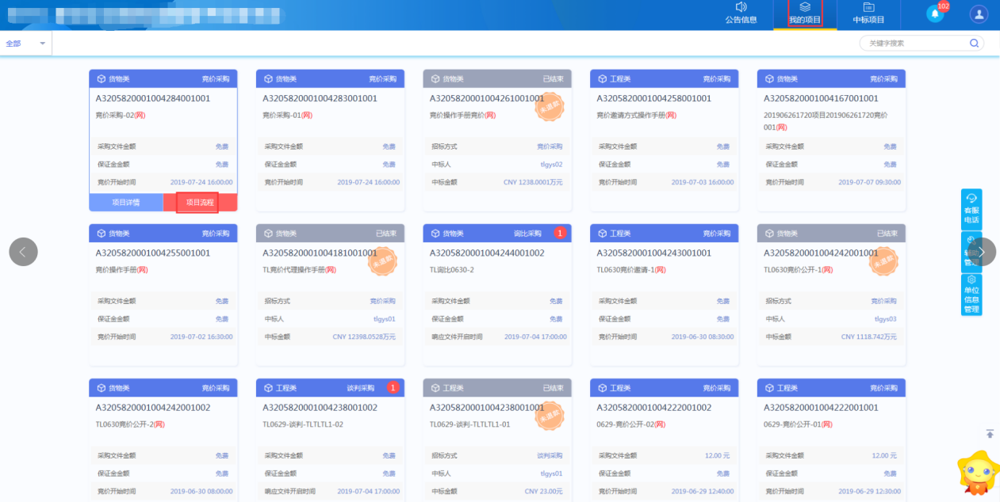 公告信息
我的项目
中标项目
102
全部
关键字搜索
货物类 竞价采购
A3205820001004284001001
竞价采购-02(网)
采购文件金额 免费
保证金金额 免费
竞价开始时间 2019-07-24 16:00:00
项目详情 项目流程
货物类 竞价采购
A3205820001004283001001
竞价采购-01(网)
采购文件金额 免费
保证金金额 免费
竞价开始时间 2019-07-24 16:00:00
货物类 已结束
A3205820001004261001001
未退款
竞价操作手册竞价(网)
招标方式 竞价采购
中标人 tlgys02
中标金额 CNY 1238.0001万元
工程类 竞价采购
A3205820001004258001001
竞价邀请方式操作手册(网)
采购文件金额 免费
保证金金额 免费
竞价开始时间 2019-07-03 16:00:00
货物类 竞价采购
A3205820001004167001001
201906261720项目201906261720竞价
001(网)
采购文件金额 免费
保证金金额 免费
竞价开始时间 2019-07-07 09:30:00
货物类 竞价采购
A3205820001004255001001
竞价操作手册(网)
采购文件金额 免费
保证金金额 免费
竞价开始时间 2019-07-02 16:30:00
货物类 已结束
A3205820001004181001001
未退款
TL竞价代理操作手册(网)
招标方式 竞价采购
中标人 tlgys01
中标金额 CNY 12398.0528万元
货物类 询比采购 1
A3205820001004244001002
TL询比0630-2
采购文件金额 免费
保证金金额 免费
响应文件开启时间 2019-07-04 17:00:00
工程类 竞价采购
A3205820001004243001001
TL0630竞价邀请-1(网)
采购文件金额 免费
保证金金额 免费
竞价开始时间 2019-06-30 08:30:00
货物类 已结束
A3205820001004242001001
未退款
TL0630竞价公开-1(网)
招标方式 竞价采购
中标人 tlgys03
中标金额 CNY 1118.742万元
货物类 竞价采购
A3205820001004242001002
TL0630竞价公开-2(网)
采购文件金额 免费
保证金金额 免费
竞价开始时间 2019-06-30 08:00:00
工程类 谈判采购 1
A3205820001004238001002
TL0629-谈判-TLTLTL1-02
采购文件金额 免费
保证金金额 免费
响应文件开启时间 2019-07-04 17:00:00
工程类 已结束
A3205820001004238001001
未退款
TL0629-谈判-TLTLTL1-01
招标方式 谈判采购
中标人 tlgys01
中标金额 CNY 23.00元
工程类 竞价采购
A3205820001004222001002
0629-竞价公开-02(网)
采购文件金额 12.00 元
保证金金额 免费
竞价开始时间 2019-06-29 12:40:00
工程类 竞价采购
A3205820001004222001001
0629-竞价公开-01(网)
采购文件金额 12.00 元
保证金金额 免费
竞价开始时间 2019-06-29 12:30:00
客服
电话
管理
单位
信息
管理